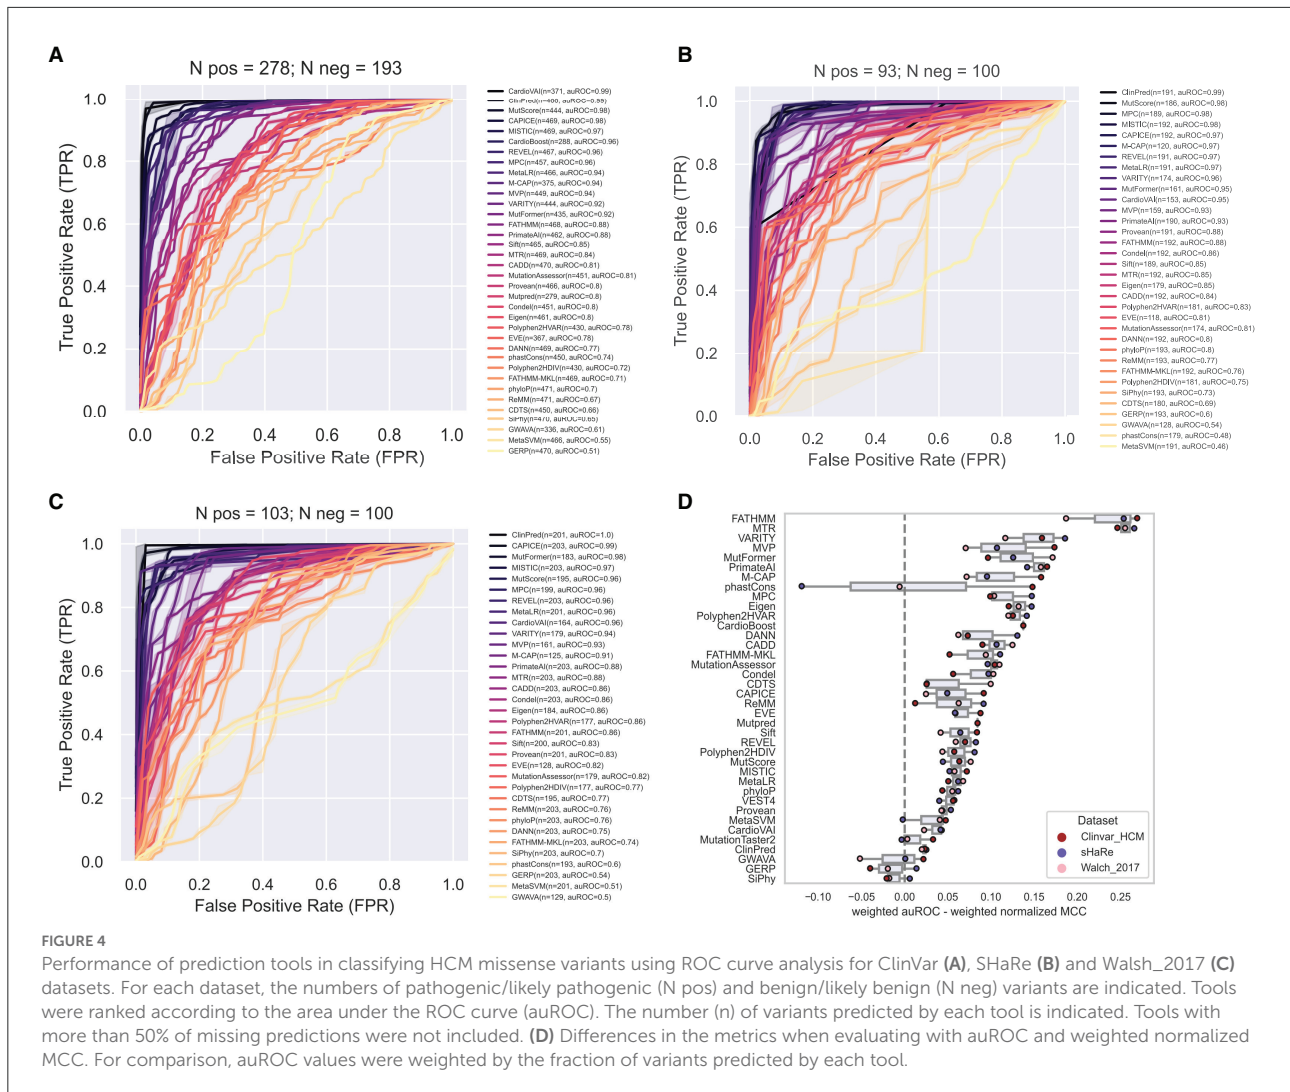 A
N pos = 278; N neg = 193
True Positive Rate (TPR)
1.0
0.8
0.6
0.4
0.2
0.0
0.0 0.2 0.4 0.6 0.8 1.0
False Positive Rate (FPR)
CardioVAI(n=371, auROC=0.99)
ClinPred(n=466, auROC=0.99)
MutScore(n=444, auROC=0.98)
CAPICE(n=469, auROC=0.98)
MISTIC(n=469, auROC=0.97)
CardioBoost(n=288, auROC=0.96)
REVEL(n=467, auROC=0.96)
MPC(n=457, auROC=0.96)
MetaLR(n=466, auROC=0.94)
M-CAP(n=375, auROC=0.94)
MVP(n=449, auROC=0.94)
VARITY(n=444, auROC=0.92)
MutFormer(n=435, auROC=0.92)
FATHMM(n=468, auROC=0.88)
PrimateAI(n=462, auROC=0.88)
Sift(n=465, auROC=0.85)
MTR(n=469, auROC=0.84)
CADD(n=470, auROC=0.81)
MutationAssessor(n=451, auROC=0.81)
Provean(n=466, auROC=0.8)
Mutpred(n=279, auROC=0.8)
Condel(n=451, auROC=0.8)
Eigen(n=461, auROC=0.8)
Polyphen2HVAR(n=430, auROC=0.78)
EVE(n=367, auROC=0.78)
DANN(n=469, auROC=0.77)
phastCons(n=450, auROC=0.74)
Polyphen2HDIV(n=430, auROC=0.72)
FATHMM-MKL(n=469, auROC=0.71)
phyloP(n=471, auROC=0.7)
ReMM(n=471, auROC=0.67)
CDTS(n=450, auROC=0.66)
SiPhy(n=470, auROC=0.65)
GWAVA(n=336, auROC=0.61)
MetaSVM(n=466, auROC=0.55)
GERP(n=470, auROC=0.51)
B
N pos = 93; N neg = 100
True Positive Rate (TPR)
1.0
0.8
0.6
0.4
0.2
0.0
0.0 0.2 0.4 0.6 0.8 1.0
False Positive Rate (FPR)
ClinPred(n=191, auROC=0.99)
MutScore(n=186, auROC=0.98)
MPC(n=189, auROC=0.98)
MISTIC(n=192, auROC=0.98)
CAPICE(n=192, auROC=0.97)
M-CAP(n=120, auROC=0.97)
REVEL(n=191, auROC=0.97)
MetaLR(n=191, auROC=0.97)
VARITY(n=174, auROC=0.96)
MutFormer(n=161, auROC=0.95)
CardioVAI(n=153, auROC=0.95)
MVP(n=159, auROC=0.93)
PrimateAI(n=190, auROC=0.93)
Provean(n=191, auROC=0.88)
FATHMM(n=192, auROC=0.88)
Condel(n=192, auROC=0.86)
Sift(n=189, auROC=0.85)
MTR(n=192, auROC=0.85)
Eigen(n=179, auROC=0.85)
CADD(n=192, auROC=0.84)
Polyphen2HVAR(n=181, auROC=0.83)
EVE(n=118, auROC=0.81)
MutationAssessor(n=174, auROC=0.81)
DANN(n=192, auROC=0.8)
phyloP(n=193, auROC=0.8)
ReMM(n=193, auROC=0.77)
FATHMM-MKL(n=192, auROC=0.76)
Polyphen2HDIV(n=181, auROC=0.75)
SiPhy(n=193, auROC=0.73)
CDTS(n=180, auROC=0.69)
GERP(n=193, auROC=0.6)
GWAVA(n=128, auROC=0.54)
phastCons(n=179, auROC=0.48)
MetaSVM(n=191, auROC=0.46)
C
N pos = 103; N neg = 100
True Positive Rate (TPR)
1.0
0.8
0.6
0.4
0.2
0.0
0.0 0.2 0.4 0.6 0.8 1.0
False Positive Rate (FPR)
ClinPred(n=201, auROC=1.0)
CAPICE(n=203, auROC=0.99)
MutFormer(n=183, auROC=0.98)
MISTIC(n=203, auROC=0.97)
MutScore(n=195, auROC=0.96)
MPC(n=199, auROC=0.96)
REVEL(n=203, auROC=0.96)
MetaLR(n=201, auROC=0.96)
CardioVAI(n=164, auROC=0.96)
VARITY(n=179, auROC=0.94)
MVP(n=161, auROC=0.93)
M-CAP(n=125, auROC=0.91)
PrimateAI(n=203, auROC=0.88)
MTR(n=203, auROC=0.88)
CADD(n=203, auROC=0.86)
Condel(n=203, auROC=0.86)
Eigen(n=184, auROC=0.86)
Polyphen2HVAR(n=177, auROC=0.86)
FATHMM(n=201, auROC=0.86)
Sift(n=200, auROC=0.83)
Provean(n=201, auROC=0.83)
EVE(n=128, auROC=0.82)
MutationAssessor(n=179, auROC=0.82)
Polyphen2HDIV(n=177, auROC=0.77)
CDTS(n=195, auROC=0.77)
ReMM(n=203, auROC=0.76)
phyloP(n=203, auROC=0.76)
DANN(n=203, auROC=0.75)
FATHMM-MKL(n=203, auROC=0.74)
SiPhy(n=203, auROC=0.7)
phastCons(n=193, auROC=0.6)
GERP(n=203, auROC=0.54)
MetaSVM(n=201, auROC=0.51)
GWAVA(n=129, auROC=0.5)
D
FATHMM
MTR
VARITY
MVP
MutFormer
PrimateAI
M-CAP
phastCons
MPC
Eigen
Polyphen2HVAR
CardioBoost
DANN
CADD
FATHMM-MKL
MutationAssessor
Condel
CDTS
CAPICE
ReMM
EVE
Mutpred
Sift
REVEL
Polyphen2HDIV
MutScore
MISTIC
MetaLR
phyloP
VEST4
Provean
MetaSVM
CardioVAI
MutationTaster2
ClinPred
GWAVA
GERP
SiPhy
Dataset
Clinvar_HCM
sHaRe
Walch_2017
−0.10 −0.05 0.00 0.05 0.10 0.15 0.20 0.25
weighted auROC - weighted normalized MCC
FIGURE 4
Performance of prediction tools in classifying HCM missense variants using ROC curve analysis for ClinVar (A), SHaRe (B) and Walsh_2017 (C)
datasets. For each dataset, the numbers of pathogenic/likely pathogenic (N pos) and benign/likely benign (N neg) variants are indicated. Tools
were ranked according to the area under the ROC curve (auROC). The number (n) of variants predicted by each tool is indicated. Tools with
more than 50% of missing predictions were not included. (D) Differences in the metrics when evaluating with auROC and weighted normalized
MCC. For comparison, auROC values were weighted by the fraction of variants predicted by each tool.